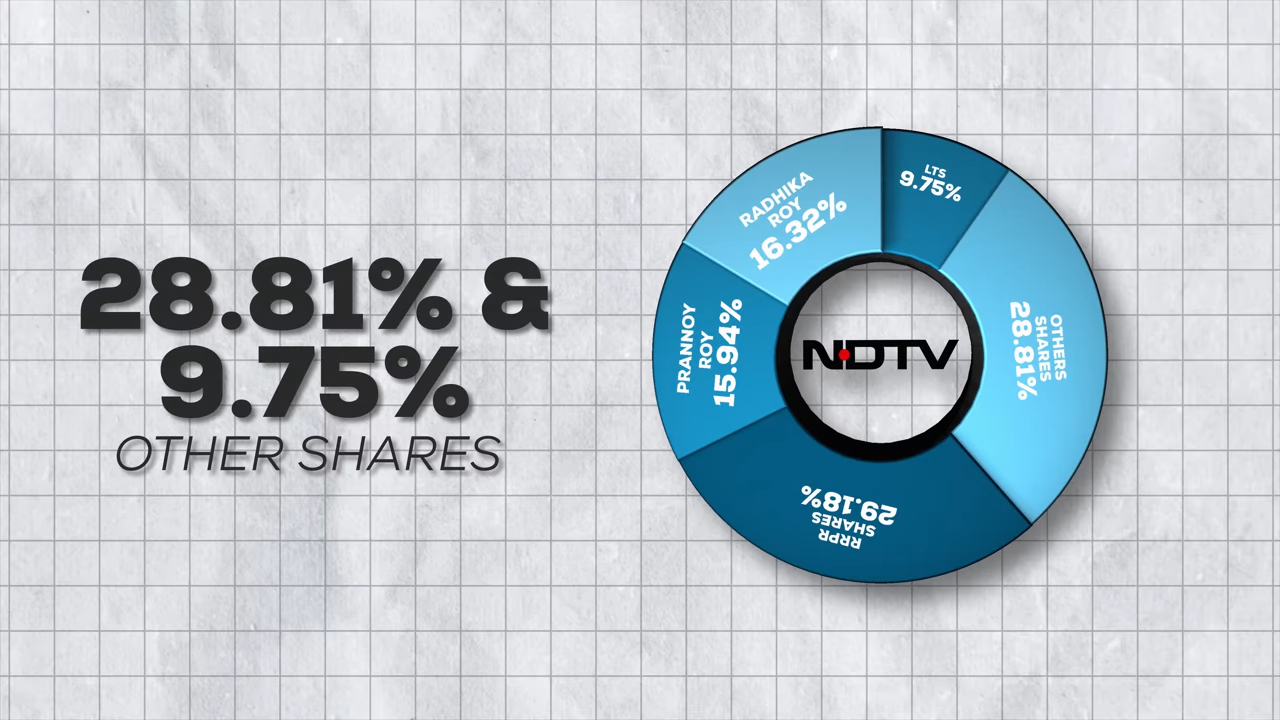 28.81% &
9.75%
OTHER SHARES
RADHIKA
ROY
16.32%
LTS
9.75%
OTHERS
SHARES
28.81%
RRPR
SHARES
29.18%
PRANNOY
ROY
15.94%
NDTV